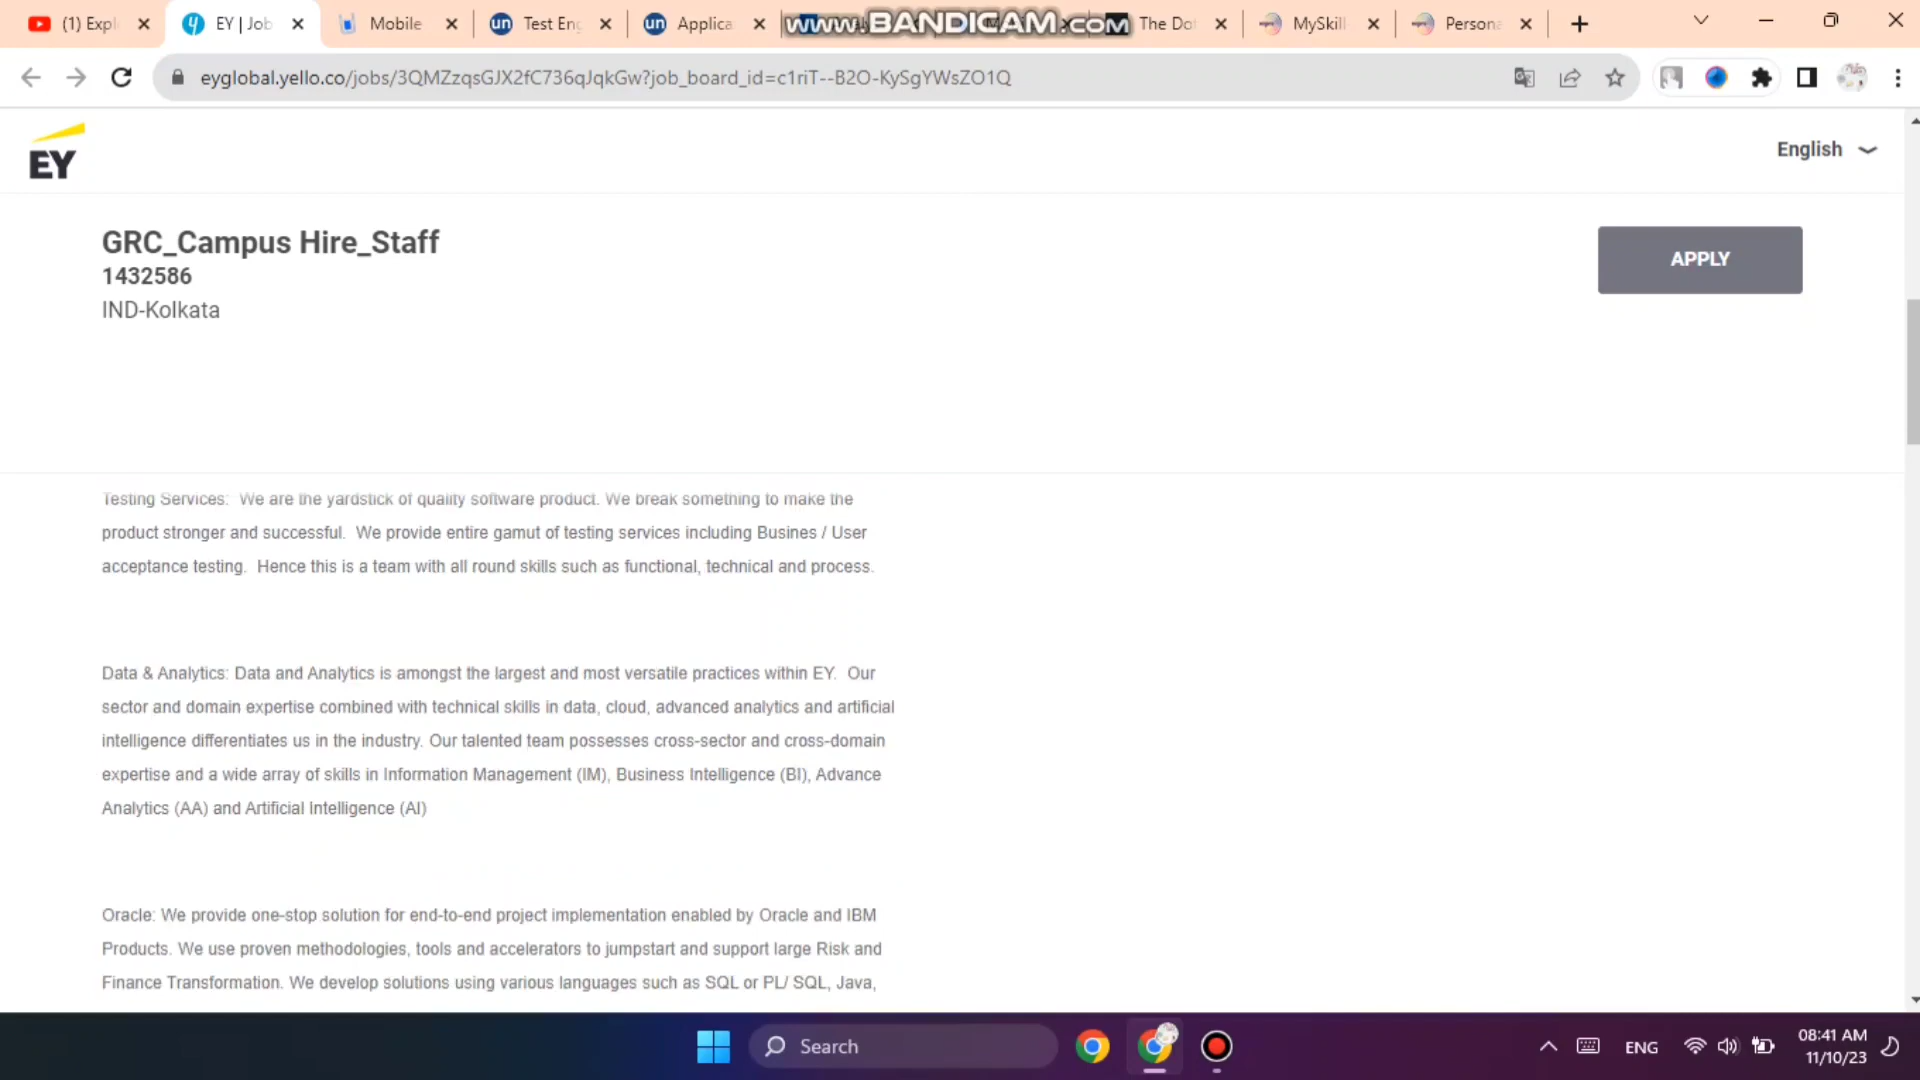 (1) Expl
EY | Job
Mobile
Test Eng
Applica
www.BANDICAM.com
The Dot
MySkill
Persona
eyglobal.yello.co/jobs/3QMZzqsGJX2fC736qJqkGw?job_board_id=c1riT--B2O-KySgYWsZO1Q
EY
English
GRC_Campus Hire_Staff
1432586
IND-Kolkata
APPLY
Testing Services: We are the yardstick of quality software product. We break something to make the
product stronger and successful. We provide entire gamut of testing services including Busines / User
acceptance testing. Hence this is a team with all round skills such as functional, technical and process.
Data & Analytics: Data and Analytics is amongst the largest and most versatile practices within EY. Our
sector and domain expertise combined with technical skills in data, cloud, advanced analytics and artificial
intelligence differentiates us in the industry. Our talented team possesses cross-sector and cross-domain
expertise and a wide array of skills in Information Management (IM), Business Intelligence (BI), Advance
Analytics (AA) and Artificial Intelligence (AI)
Oracle: We provide one-stop solution for end-to-end project implementation enabled by Oracle and IBM
Products. We use proven methodologies, tools and accelerators to jumpstart and support large Risk and
Finance Transformation. We develop solutions using various languages such as SQL or PL/ SQL, Java,
Search
ENG
08:41 AM
11/10/23